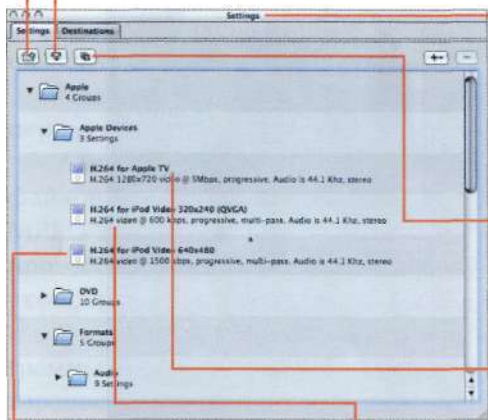 Settings
Settings Destinations
Apple
4 Groups
Apple Devices
3 Settings
H.264 for Apple TV
H.264 1280x720 video @ 5Mbps, progressive, Audio is 44.1 Khz, stereo
H.264 for iPod Video 320x240 (QVGA)
H.264 video @ 600 kbps, progressive, multi-pass. Audio is 44.1 Khz, stereo
H.264 for iPod Video 640x480
H.264 video @ 1500 kbps, progressive, multi-pass. Audio is 44.1 Khz, stereo
DVD
10 Groups
Formats
5 Groups
Audio
9 Settings